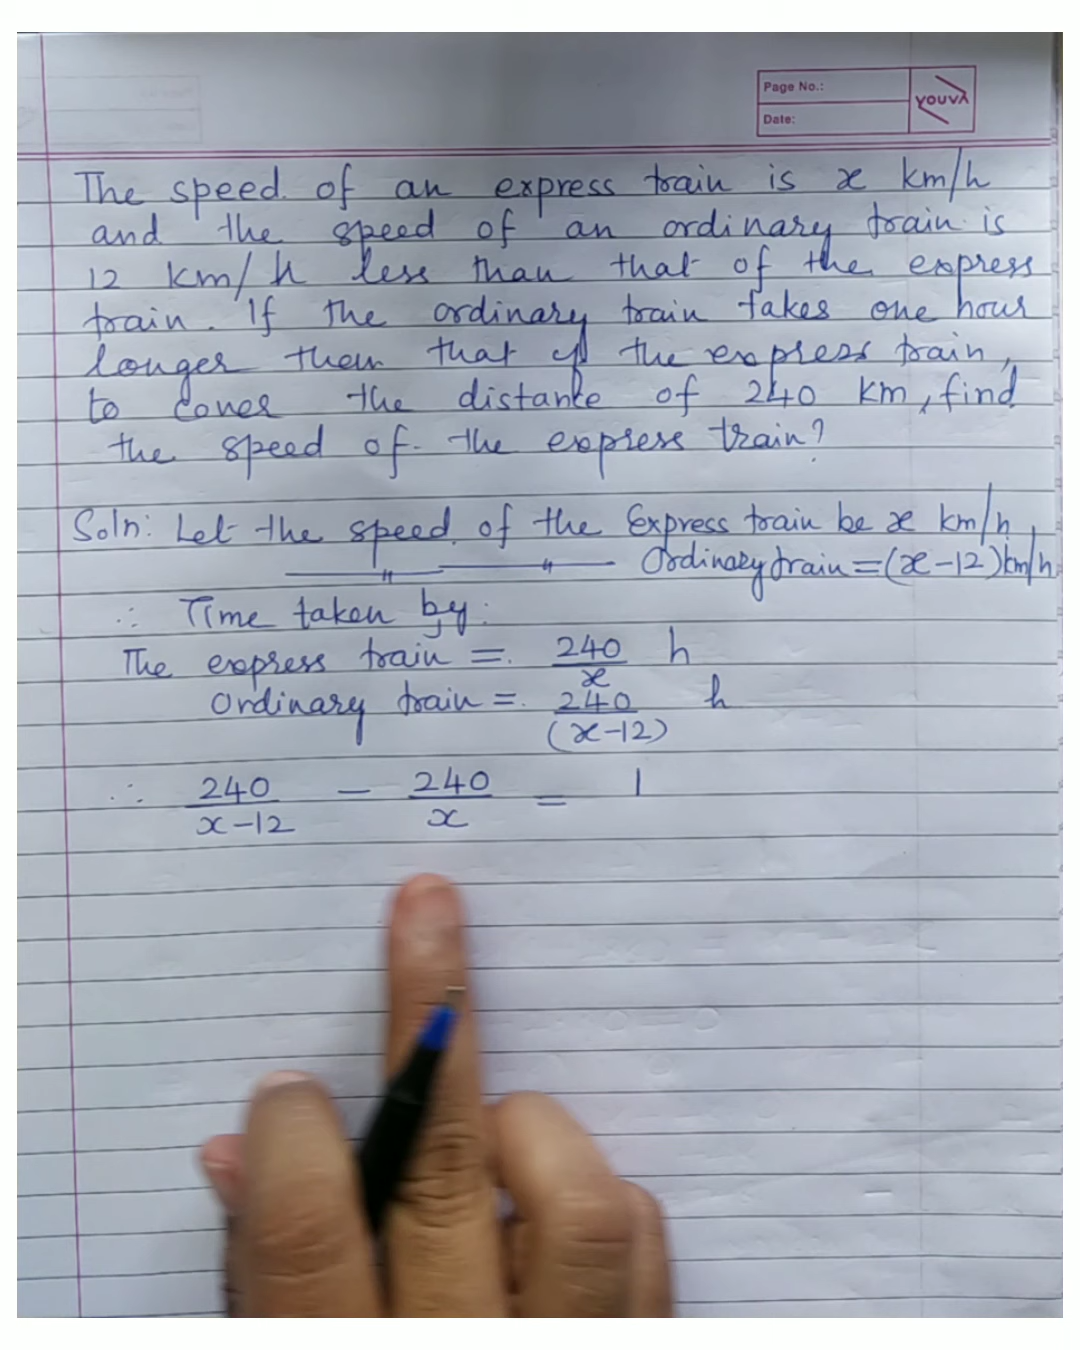 Page No.:
Date:
YOUVA
The speed of an express train is x km/h
and the speed of an ordinary train is
12 km/h less than that of the express
train. If the ordinary train takes one hour
longer then that of the express train,
to cover the distante of 240 km, find
the speed of the express train?
Soln: Let the speed of the Express train be x km/h,
—〃— —〃— Ordinary train = (x-12) km/h
∴ Time taken by:
The express train = 240/x h
Ordinary train = 240/(x-12) h
∴ 240/x-12 - 240/x = 1